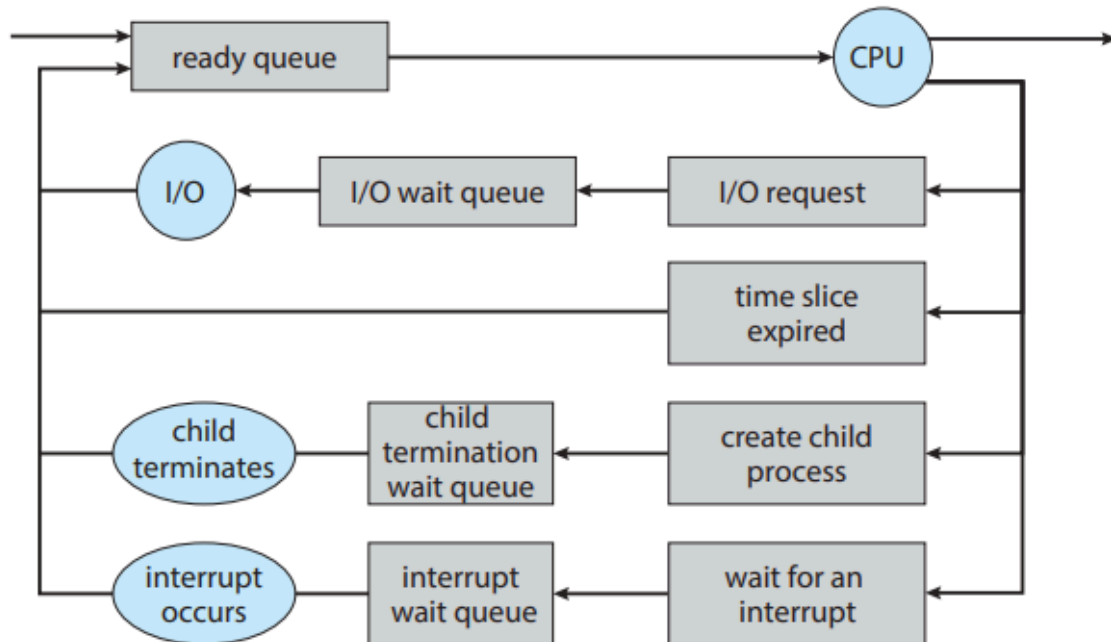 ready queue
CPU
I/O
I/O wait queue
I/O request
time slice
expired
child
terminates
child
termination
wait queue
create child
process
interrupt
occurs
interrupt
wait queue
wait for an
interrupt